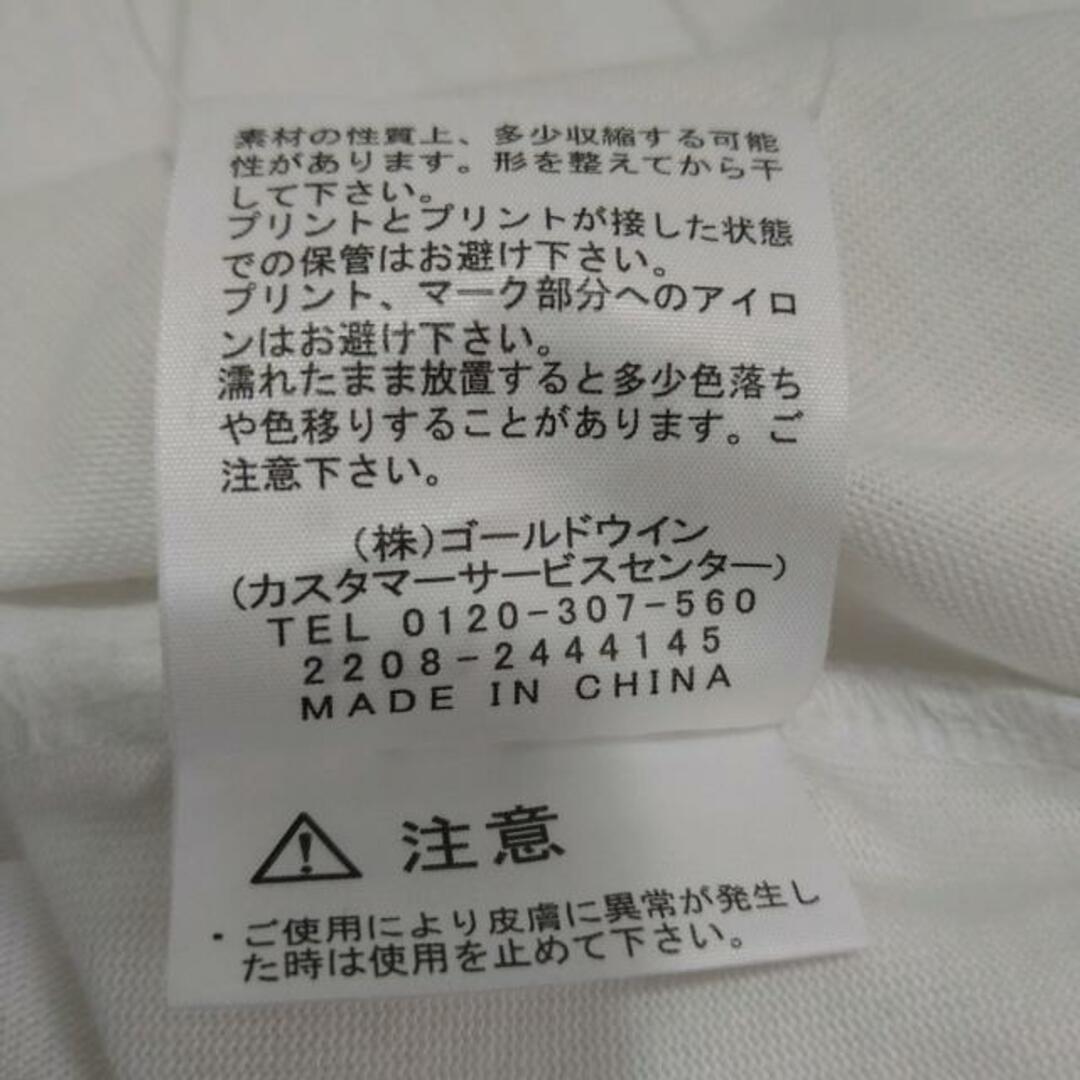 素材の性質上、多少収縮する可能
性があります。形を整えてから干
して下さい。
プリントとプリントが接した状態
での保管はお避け下さい。
プリント、マーク部分へのアイロ
ンはお避け下さい。
濡れたまま放置すると多少色落ち
や色移りすることがあります。ご
注意下さい。
(株)ゴールドウイン
(カスタマーサービスセンター)
TEL 0120-307-560
2208-2444145
MADE IN CHINA
注意
・ご使用により皮膚に異常が発生し
た時は使用を止めて下さい。